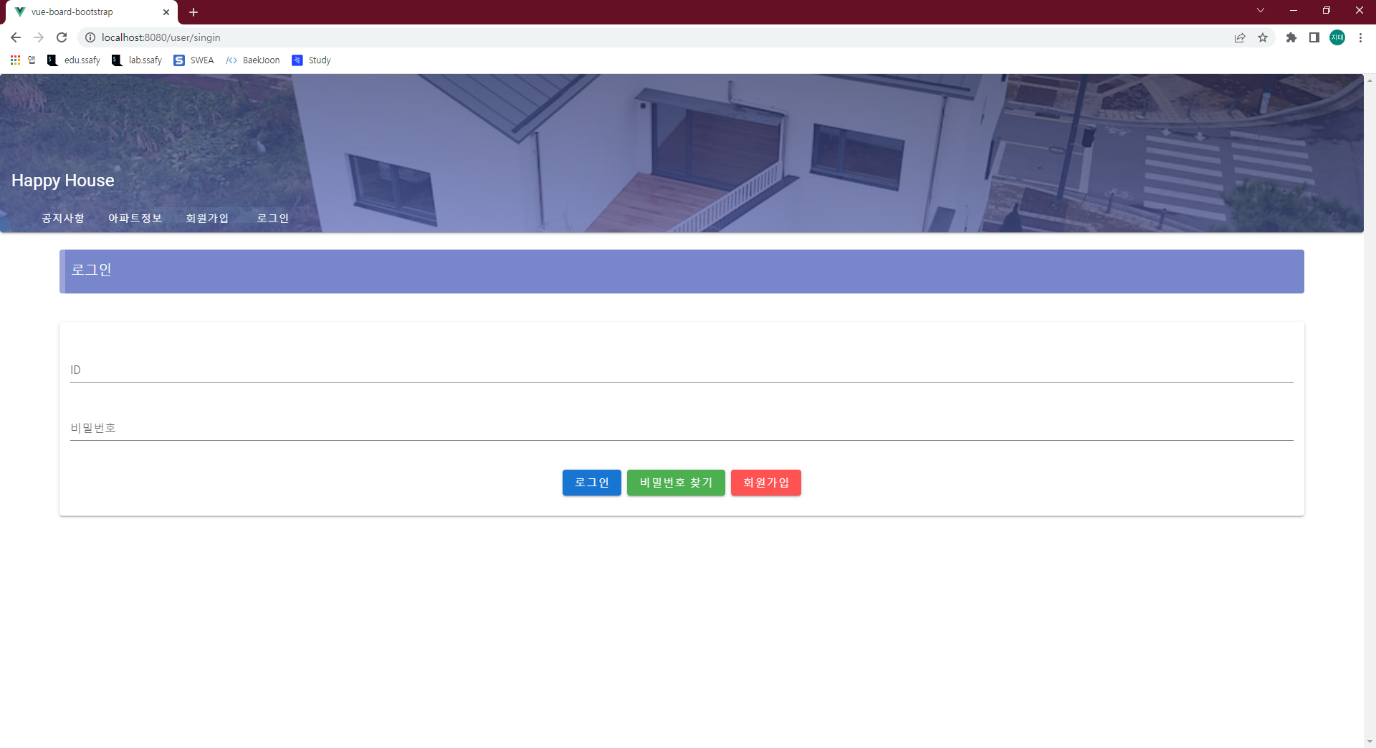 vue-board-bootstrap
localhost:8080/user/singin
지대
앱 edu.ssafy lab.ssafy SWEA BaekJoon Study
Happy House
공지사항 아파트정보 회원가입 로그인
로그인
ID
비밀번호
로그인 비밀번호 찾기 회원가입